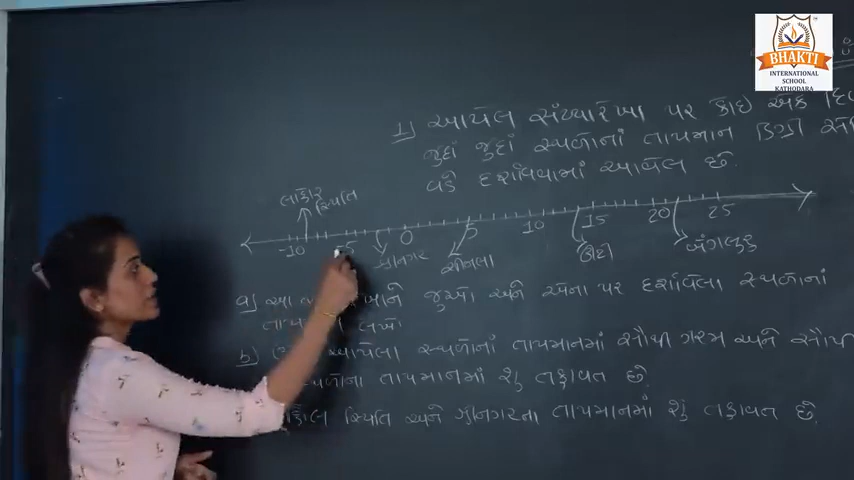 BHAKTI
INTERNATIONAL
SCHOOL
KATHODARA
1) આપેલ સંખ્યારેખા પર કોઇ એક
જુદાં જુદાં સ્થળોનાં તાપમાન ડિગ્રી
વડે દર્શાવવામાં આવેલ છે.
લાહુલ
સ્પિતિ
-10 -5 0 5 10 15 20 25
શ્રીનગર સીમલા ઊટી બેંગલુરુ
a) આ જુઓ અને એના પર દર્શાવેલા સ્થળોનાં
લખો
b) આપેલા સ્થળોનાં તાપમાનમાં સૌથી ગરમ અને સૌથી
તાપમાનમાં શું તફાવત છે.
સ્પિતિ અને શ્રીનગરના તાપમાનમાં શું તફાવત છે.